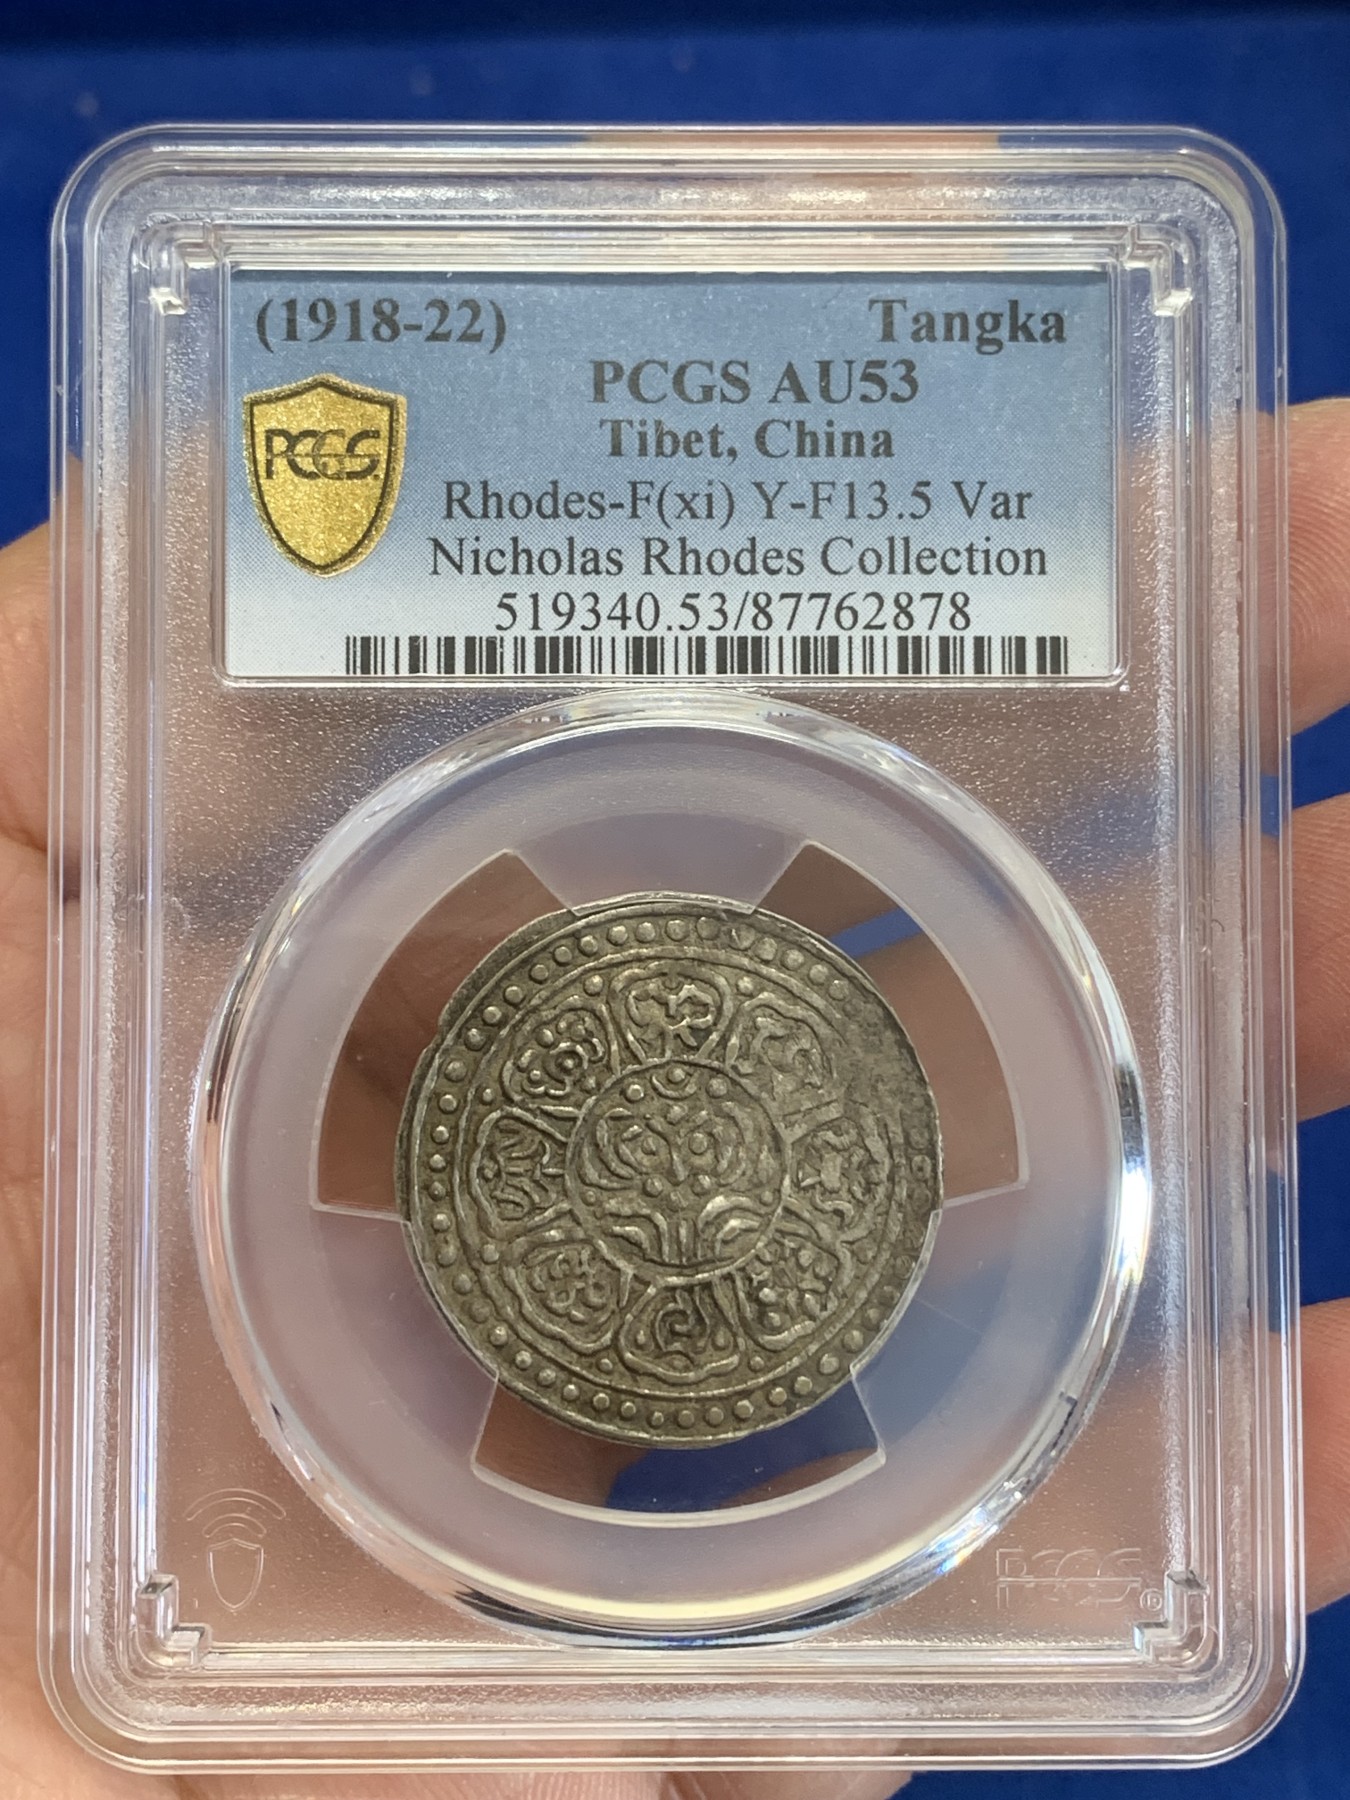 (1918-22) Tangka
PCGS AU53
PCGS
Tibet, China
Rhodes-F(xi) Y-F13.5 Var
Nicholas Rhodes Collection
519340.53/87762878
PCGS ®